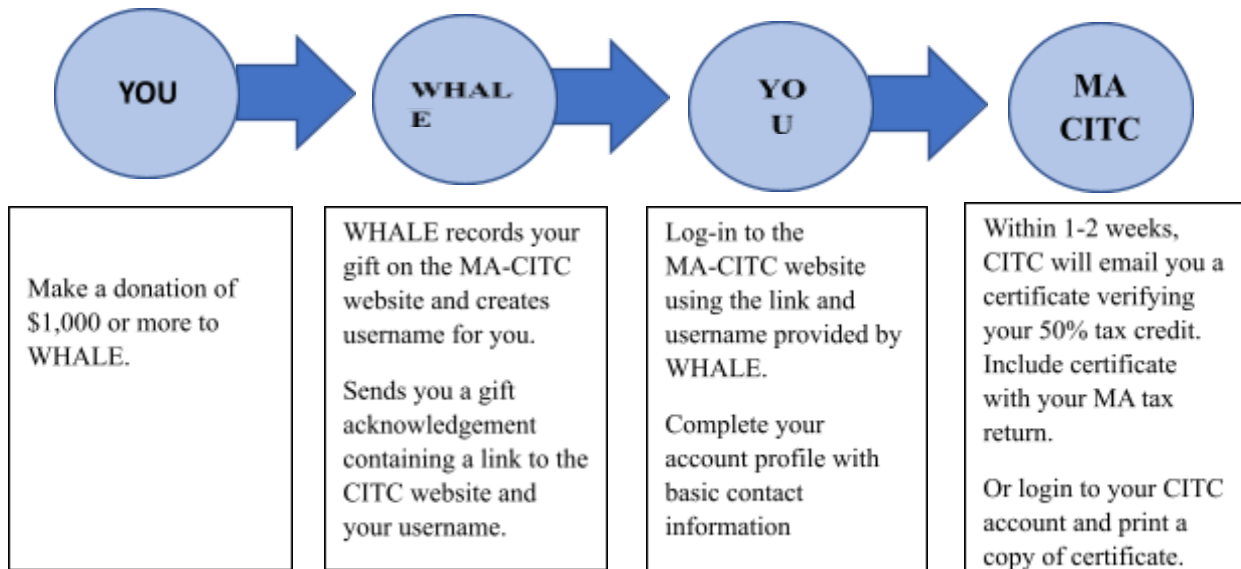 YOU
WHAL
E
YO
U
MA
CITC
Make a donation of
$1,000 or more to
WHALE.
WHALE records your
gift on the MA-CITC
website and creates
username for you.
Sends you a gift
acknowledgement
containing a link to the
CITC website and
your username.
Log-in to the
MA-CITC website
using the link and
username provided by
WHALE.
Complete your
account profile with
basic contact
information
Within 1-2 weeks,
CITC will email you a
certificate verifying
your 50% tax credit.
Include certificate
with your MA tax
return.
Or login to your CITC
account and print a
copy of certificate.